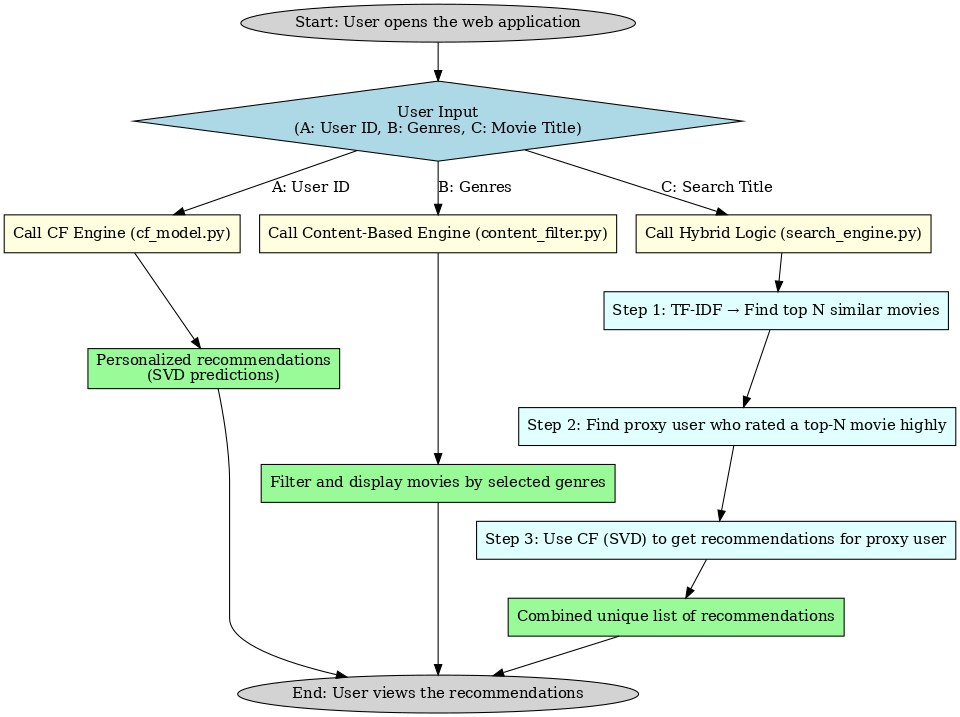 Start: User opens the web application
User Input
(A: User ID, B: Genres, C: Movie Title)
A: User ID
B: Genres
C: Search Title
Call CF Engine (cf_model.py)
Call Content-Based Engine (content_filter.py)
Call Hybrid Logic (search_engine.py)
Step 1: TF-IDF → Find top N similar movies
Personalized recommendations
(SVD predictions)
Step 2: Find proxy user who rated a top-N movie highly
Filter and display movies by selected genres
Step 3: Use CF (SVD) to get recommendations for proxy user
Combined unique list of recommendations
End: User views the recommendations